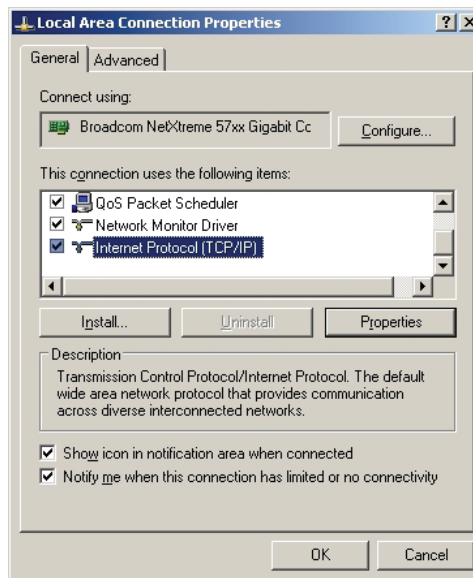 Local Area Connection Properties
General
Advanced
Connect using:
Broadcom NetXtreme 57xx Gigabit Cc
Configure...
This connection uses the following items:
QoS Packet Scheduler
Network Monitor Driver
Internet Protocol (TCP/IP)
Install...
Uninstall
Properties
Description
Transmission Control Protocol/Internet Protocol. The default
wide area network protocol that provides communication
across diverse interconnected networks.
Show icon in notification area when connected
Notify me when this connection has limited or no connectivity
OK
Cancel